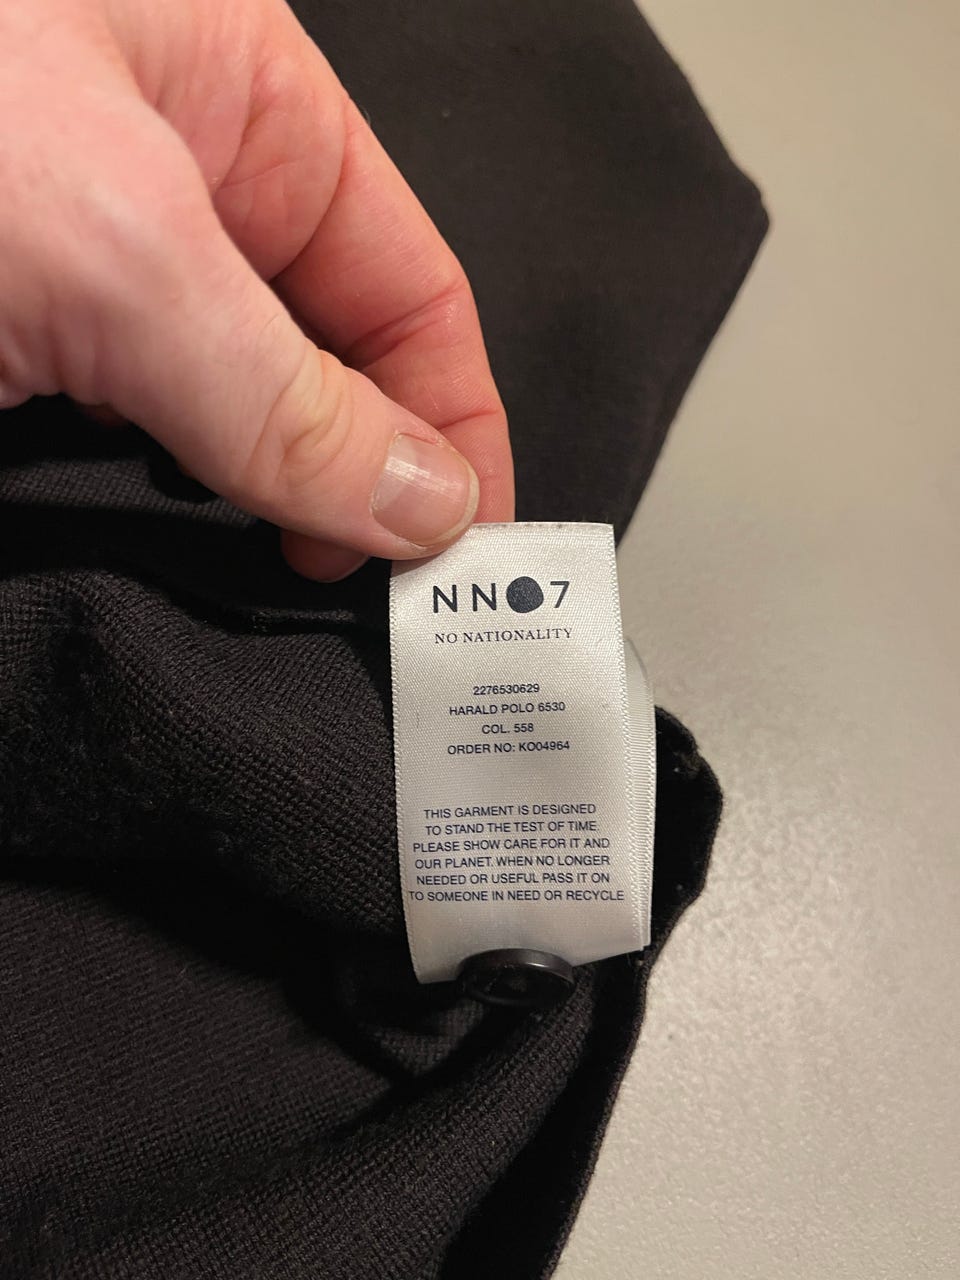 NN●7
NO NATIONALITY
2276530629
HARALD POLO 6530
COL. 558
ORDER NO: KO04964
THIS GARMENT IS DESIGNED
TO STAND THE TEST OF TIME.
PLEASE SHOW CARE FOR IT AND
OUR PLANET. WHEN NO LONGER
NEEDED OR USEFUL PASS IT ON
TO SOMEONE IN NEED OR RECYCLE